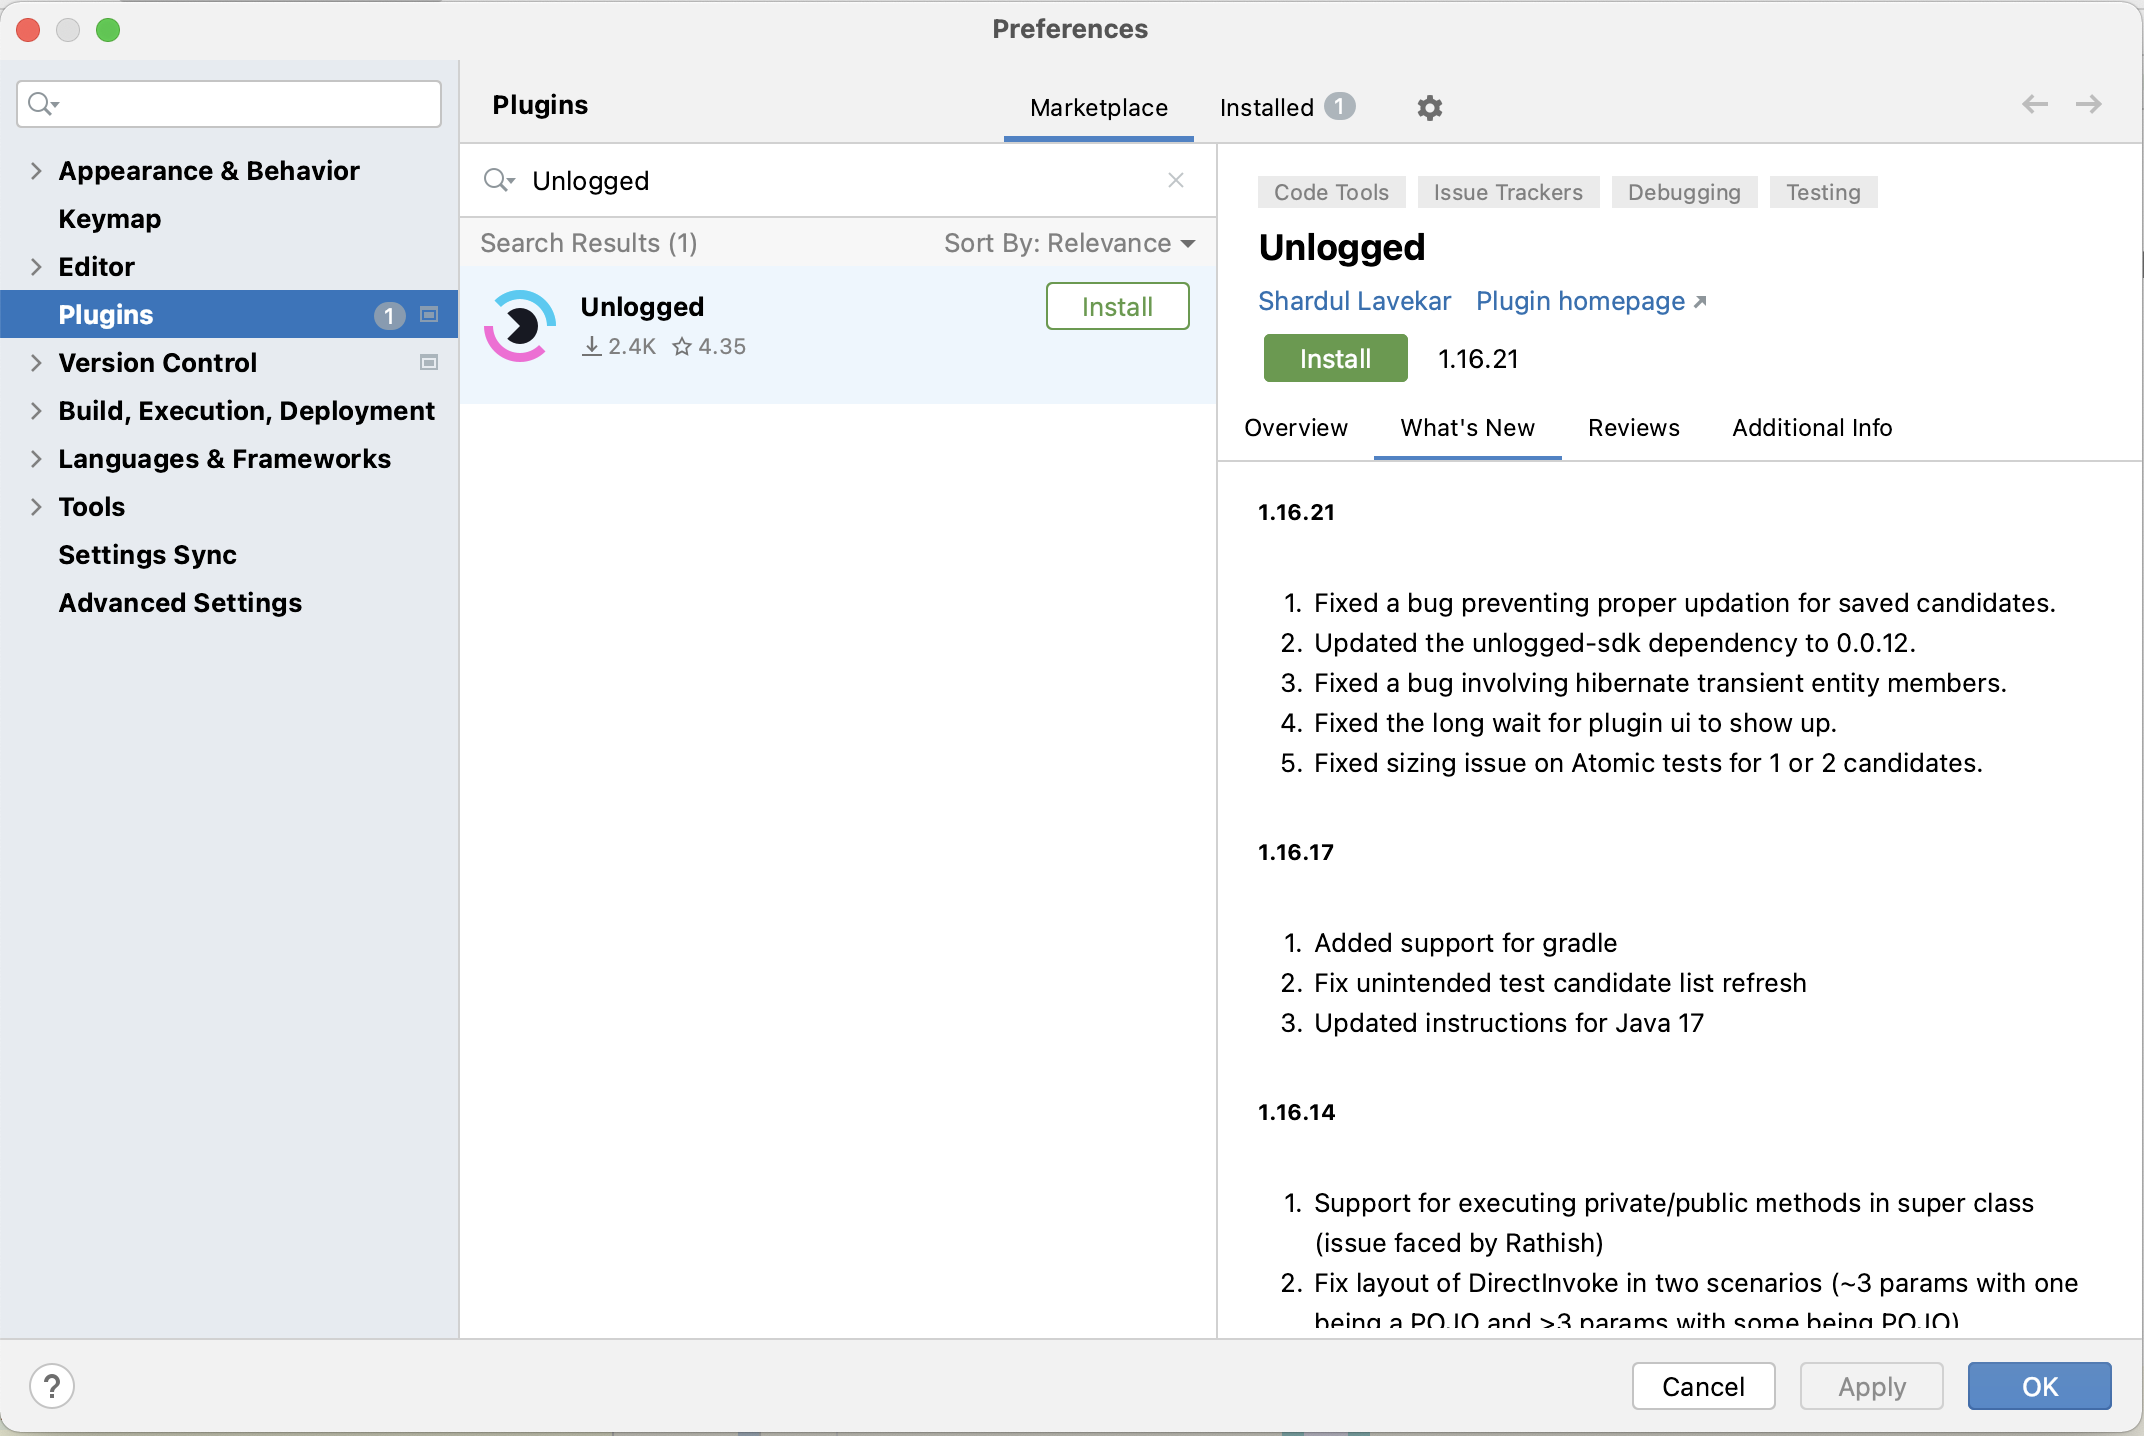 Preferences
Appearance & Behavior
Keymap
Editor
Plugins 1
Version Control
Build, Execution, Deployment
Languages & Frameworks
Tools
Settings Sync
Advanced Settings
Plugins
Marketplace
Installed 1
Unlogged
Search Results (1)
Sort By: Relevance
Unlogged
Install
2.4K 4.35
Code Tools
Issue Trackers
Debugging
Testing
Unlogged
Shardul Lavekar
Plugin homepage
Install
1.16.21
Overview
What's New
Reviews
Additional Info
1.16.21
1. Fixed a bug preventing proper updation for saved candidates.
2. Updated the unlogged-sdk dependency to 0.0.12.
3. Fixed a bug involving hibernate transient entity members.
4. Fixed the long wait for plugin ui to show up.
5. Fixed sizing issue on Atomic tests for 1 or 2 candidates.
1.16.17
1. Added support for gradle
2. Fix unintended test candidate list refresh
3. Updated instructions for Java 17
1.16.14
1. Support for executing private/public methods in super class
(issue faced by Rathish)
2. Fix layout of DirectInvoke in two scenarios (~3 params with one
being a POJO and >3 params with some being POJO)
?
Cancel
Apply
OK